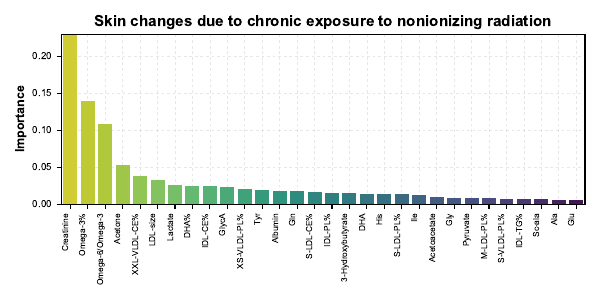 Skin changes due to chronic exposure to nonionizing radiation
Importance
0.20
0.15
0.10
0.05
0.00
Creatinine
Omega-3%
Omega-6/Omega-3
Acetone
XXL-VLDL-CE%
LDL-size
Lactate
DHA%
IDL-CE%
GlycA
XS-VLDL-PL%
Tyr
Albumin
Gln
S-LDL-CE%
IDL-PL%
3-Hydroxybutyrate
DHA
His
S-LDL-PL%
Ile
Acetoacetate
Gly
Pyruvate
M-LDL-PL%
S-VLDL-PL%
IDL-TG%
Ala
Glu